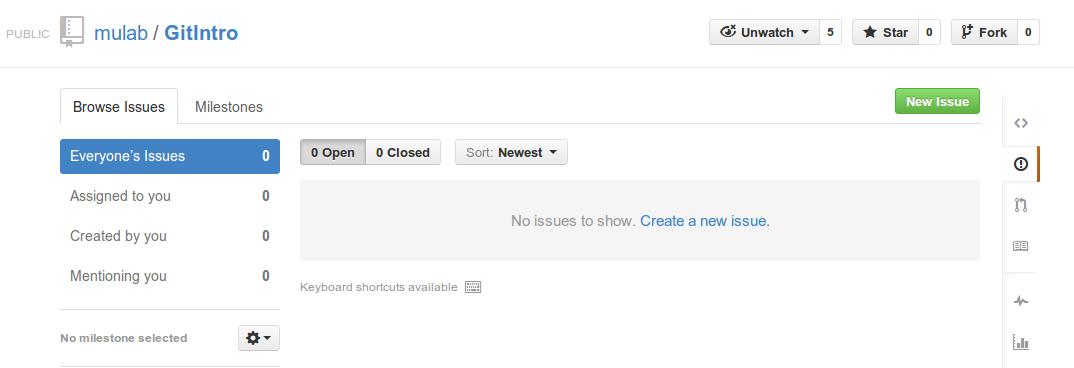 PUBLIC mulab / GitIntro Unwatch 5 Star 0 Fork 0
Browse Issues Milestones New Issue
Everyone's Issues 0
Assigned to you 0
Created by you 0
Mentioning you 0
No milestone selected
0 Open 0 Closed Sort: Newest
No issues to show. Create a new issue.
Keyboard shortcuts available